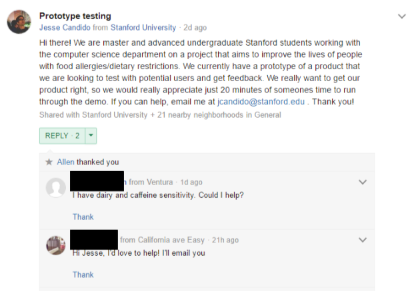 Prototype testing
Jesse Candido from Stanford University · 2d ago
Hi there! We are master and advanced undergraduate Stanford students working with
the computer science department on a project that aims to improve the lives of people
with food allergies/dietary restrictions. We currently have a prototype of a product that
we are looking to test with potential users and get feedback. We really want to get our
product right, so we would really appreciate just 20 minutes of someones time to run
through the demo. If you can help, email me at jcandido@stanford.edu . Thank you!
Shared with Stanford University + 21 nearby neighborhoods in General
REPLY · 2
Allen thanked you
from Ventura · 1d ago
I have dairy and caffeine sensitivity. Could I help?
Thank
from California ave Easy · 21h ago
Hi Jesse, I'd love to help! I'll email you
Thank